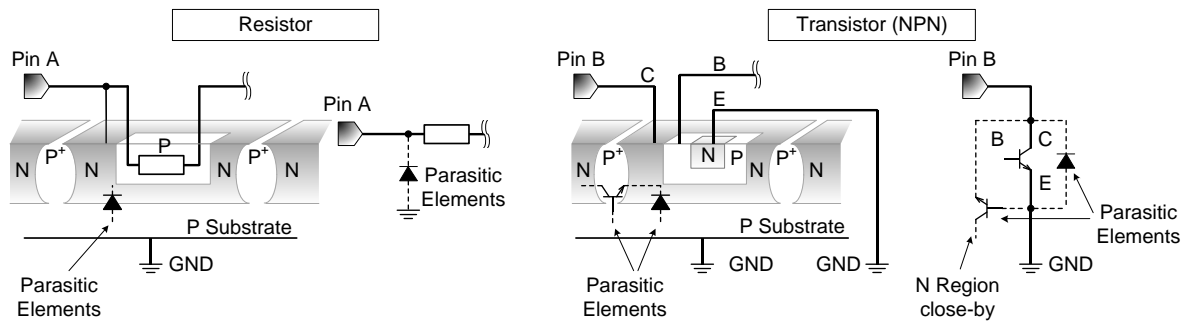 Resistor
Pin A
N
P+
N
P
N
P+
N
Parasitic
Elements
P Substrate
GND
Pin A
Parasitic
Elements
Transistor (NPN)
Pin B
C
B
E
N
P+
N
N
P
N
P+
N
P Substrate
GND
GND
Parasitic
Elements
Pin B
B
C
E
Parasitic
Elements
GND
N Region
close-by